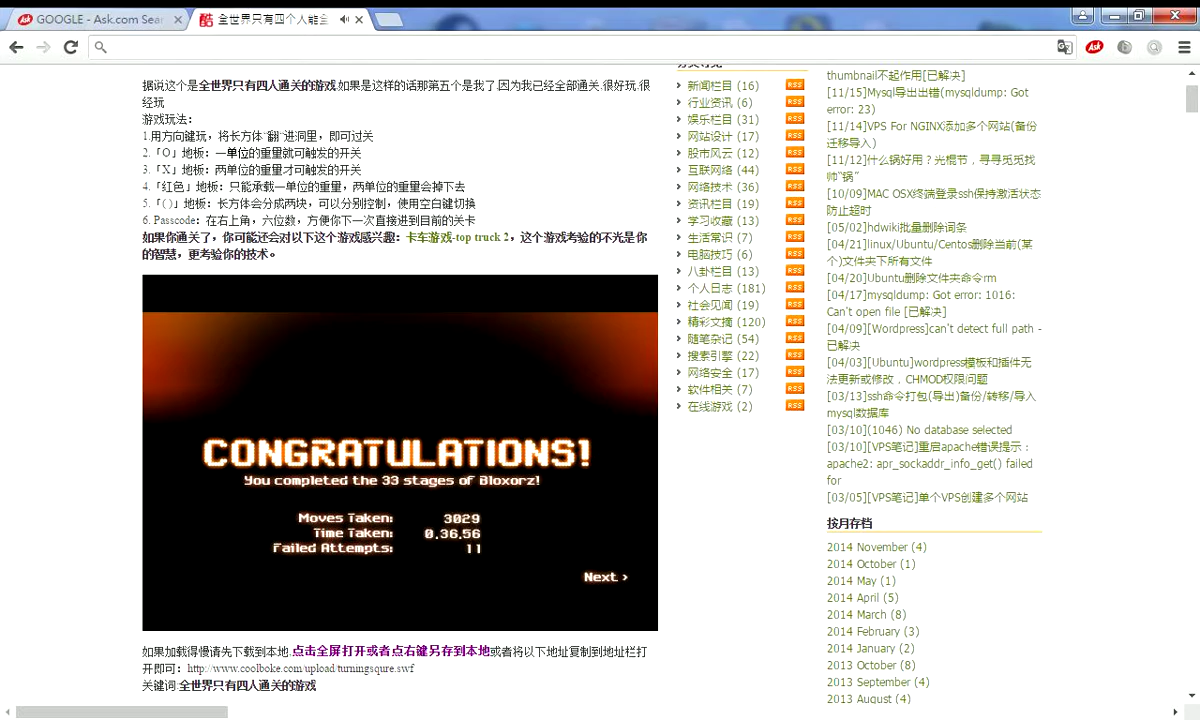 GOOGLE - Ask.com Sear
全世界只有四个人能全
据说这个是全世界只有四人通关的游戏.如果是这样的话那第五个是我了.因为我已经全部通关.很好玩.很
经玩
游戏玩法：
1.用方向键玩，将长方体"翻"进洞里，即可过关
2.「O」地板：一单位的重量就可触发的开关
3.「X」地板：两单位的重量才可触发的开关
4.「红色」地板：只能承载一单位的重量，两单位的重量会掉下去
5.「( )」地板：长方体会分成两块，可以分别控制，使用空白键切换
6. Passcode：在右上角，六位数，方便你下一次直接进到目前的关卡
如果你通关了，你可能还会对以下这个游戏感兴趣：卡车游戏-top truck 2，这个游戏考验的不光是你
的智慧，更考验你的技术。
CONGRATULATIONS!
You completed the 33 stages of Bloxorz!
Moves Taken: 3029
Time Taken: 0.36.56
Failed Attempts: 11
Next >
如果加载得慢请先下载到本地.点击全屏打开或者点右键另存到本地或者将以下地址复制到地址栏打
开即可：http://www.coolboke.com/upload/turningsqure.swf
关键词:全世界只有四人通关的游戏
新闻栏目 (16) RSS
行业资讯 (6) RSS
娱乐栏目 (31) RSS
网站设计 (17) RSS
股市风云 (12) RSS
互联网络 (44) RSS
网络技术 (36) RSS
资讯栏目 (19) RSS
学习收藏 (13) RSS
生活常识 (7) RSS
电脑技巧 (6) RSS
八卦栏目 (13) RSS
个人日志 (181) RSS
社会见闻 (19) RSS
精彩文摘 (120) RSS
随笔杂记 (54) RSS
搜索引擎 (22) RSS
网络安全 (17) RSS
软件相关 (7) RSS
在线游戏 (2) RSS
thumbnail不起作用[已解决]
[11/15]Mysql导出出错(mysqldump: Got
error: 23)
[11/14]VPS For NGINX添加多个网站(备份
迁移导入)
[11/12]什么锅好用？光棍节，寻寻觅觅找
帅"锅"
[10/09]MAC OSX终端登录ssh保持激活状态
防止超时
[05/02]hdwiki批量删除词条
[04/21]linux/Ubuntu/Centos删除当前(某
个)文件夹下所有文件
[04/20]Ubuntu删除文件夹命令rm
[04/17]mysqldump: Got error: 1016:
Can't open file [已解决]
[04/09][Wordpress]can't detect full path -
已解决
[04/03][Ubuntu]wordpress模板和插件无
法更新或修改，CHMOD权限问题
[03/13]ssh命令打包(导出)备份/转移/导入
mysql数据库
[03/10](1046) No database selected
[03/10][VPS笔记]重启apache错误提示：
apache2: apr_sockaddr_info_get() failed
for
[03/05][VPS笔记]单个VPS创建多个网站
按月存档
2014 November (4)
2014 October (1)
2014 May (1)
2014 April (5)
2014 March (8)
2014 February (3)
2014 January (2)
2013 October (8)
2013 September (4)
2013 August (4)